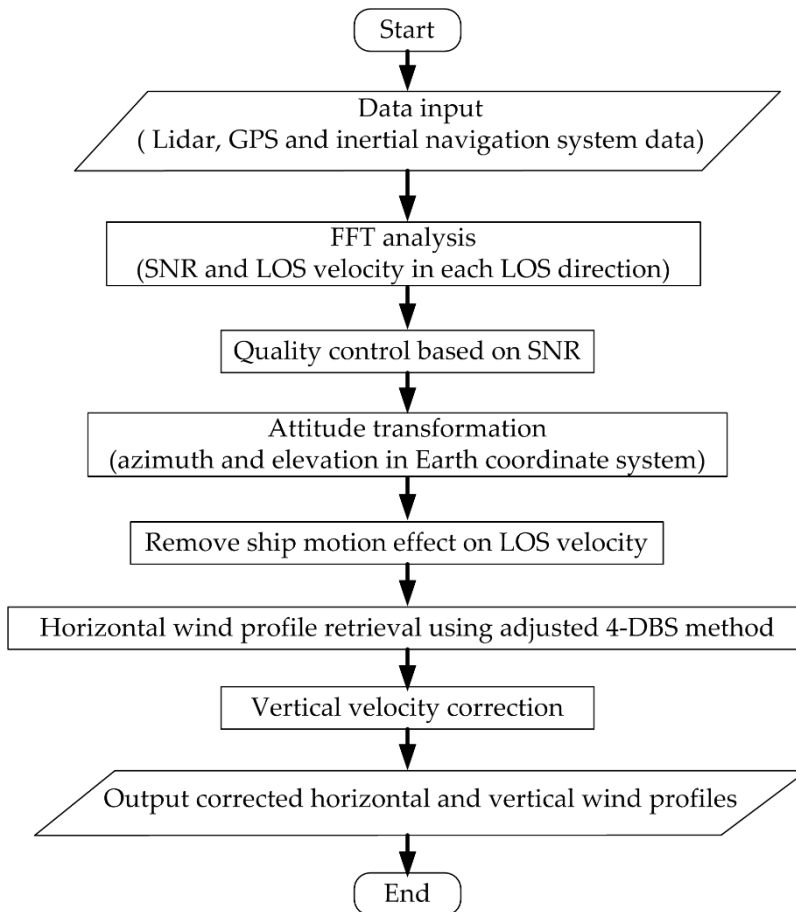 Start
Data input
( Lidar, GPS and inertial navigation system data)
FFT analysis
(SNR and LOS velocity in each LOS direction)
Quality control based on SNR
Attitude transformation
(azimuth and elevation in Earth coordinate system)
Remove ship motion effect on LOS velocity
Horizontal wind profile retrieval using adjusted 4-DBS method
Vertical velocity correction
Output corrected horizontal and vertical wind profiles
End